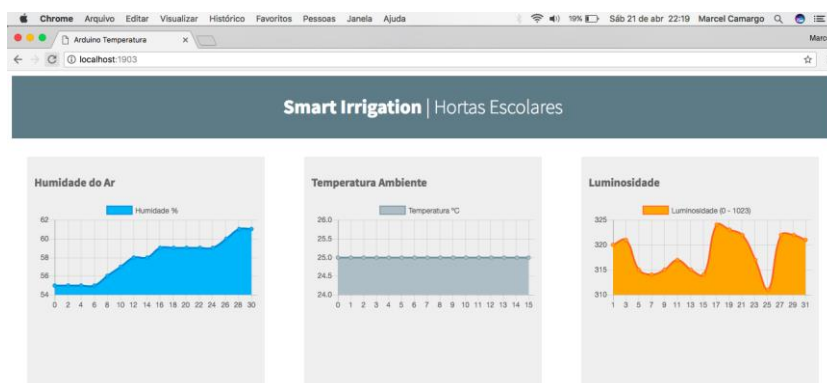 Chrome Arquivo Editar Visualizar Histórico Favoritos Pessoas Janela Ajuda 19% Sáb 21 de abr 22:19 Marcel Camargo
Arduino Temperatura
Marc
localhost:1903
Smart Irrigation | Hortas Escolares
Humidade do Ar
Humidade %
62
60
58
56
54
0 2 4 6 8 10 12 14 16 18 20 22 24 26 28 30
Temperatura Ambiente
Temperatura ºC
26.0
25.5
25.0
24.5
24.0
0 1 2 3 4 5 6 7 8 9 10 11 12 13 14 15
Luminosidade
Luminosidade (0 - 1023)
325
320
315
310
1 3 5 7 9 11 13 15 17 19 21 23 25 27 29 31